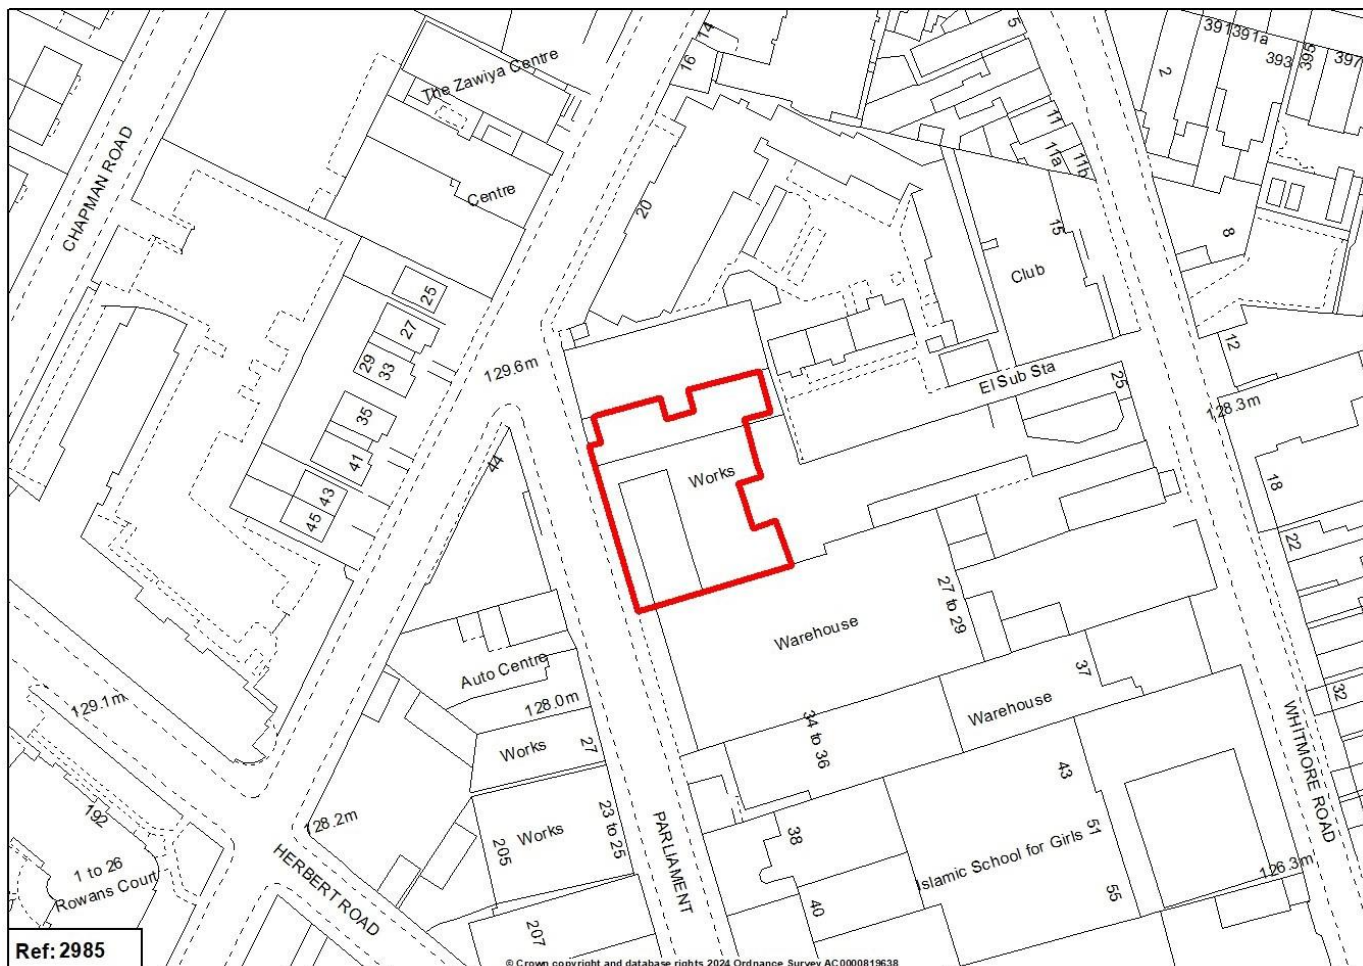 14
16
The Zawiya Centre
5
391
391a
393
395
397
2
CHAPMAN ROAD
Centre
20
11
11a
11b
15
8
Club
25
27
29
33
35
41
43
45
129.6m
44
El Sub Sta
25
12
128.3m
Works
18
22
Warehouse
27 to 29
Auto Centre
128.0m
129.1m
Works
27
34 to 36
Warehouse
37
32
WHITMORE ROAD
192
128.2m
Works
205
23 to 25
PARLIAMENT
38
43
51
Islamic School for Girls
126.3m
1 to 26
Rowans Court
HERBERT ROAD
207
40
55
Ref: 2985
© Crown copyright and database rights 2024 Ordnance Survey AC0000819638